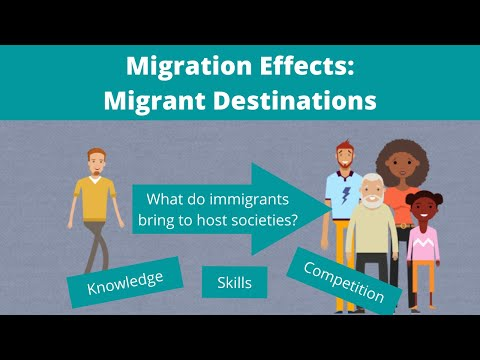 Migration Effects:
Migrant Destinations
What do immigrants
bring to host societies?
Knowledge
Skills
Competition